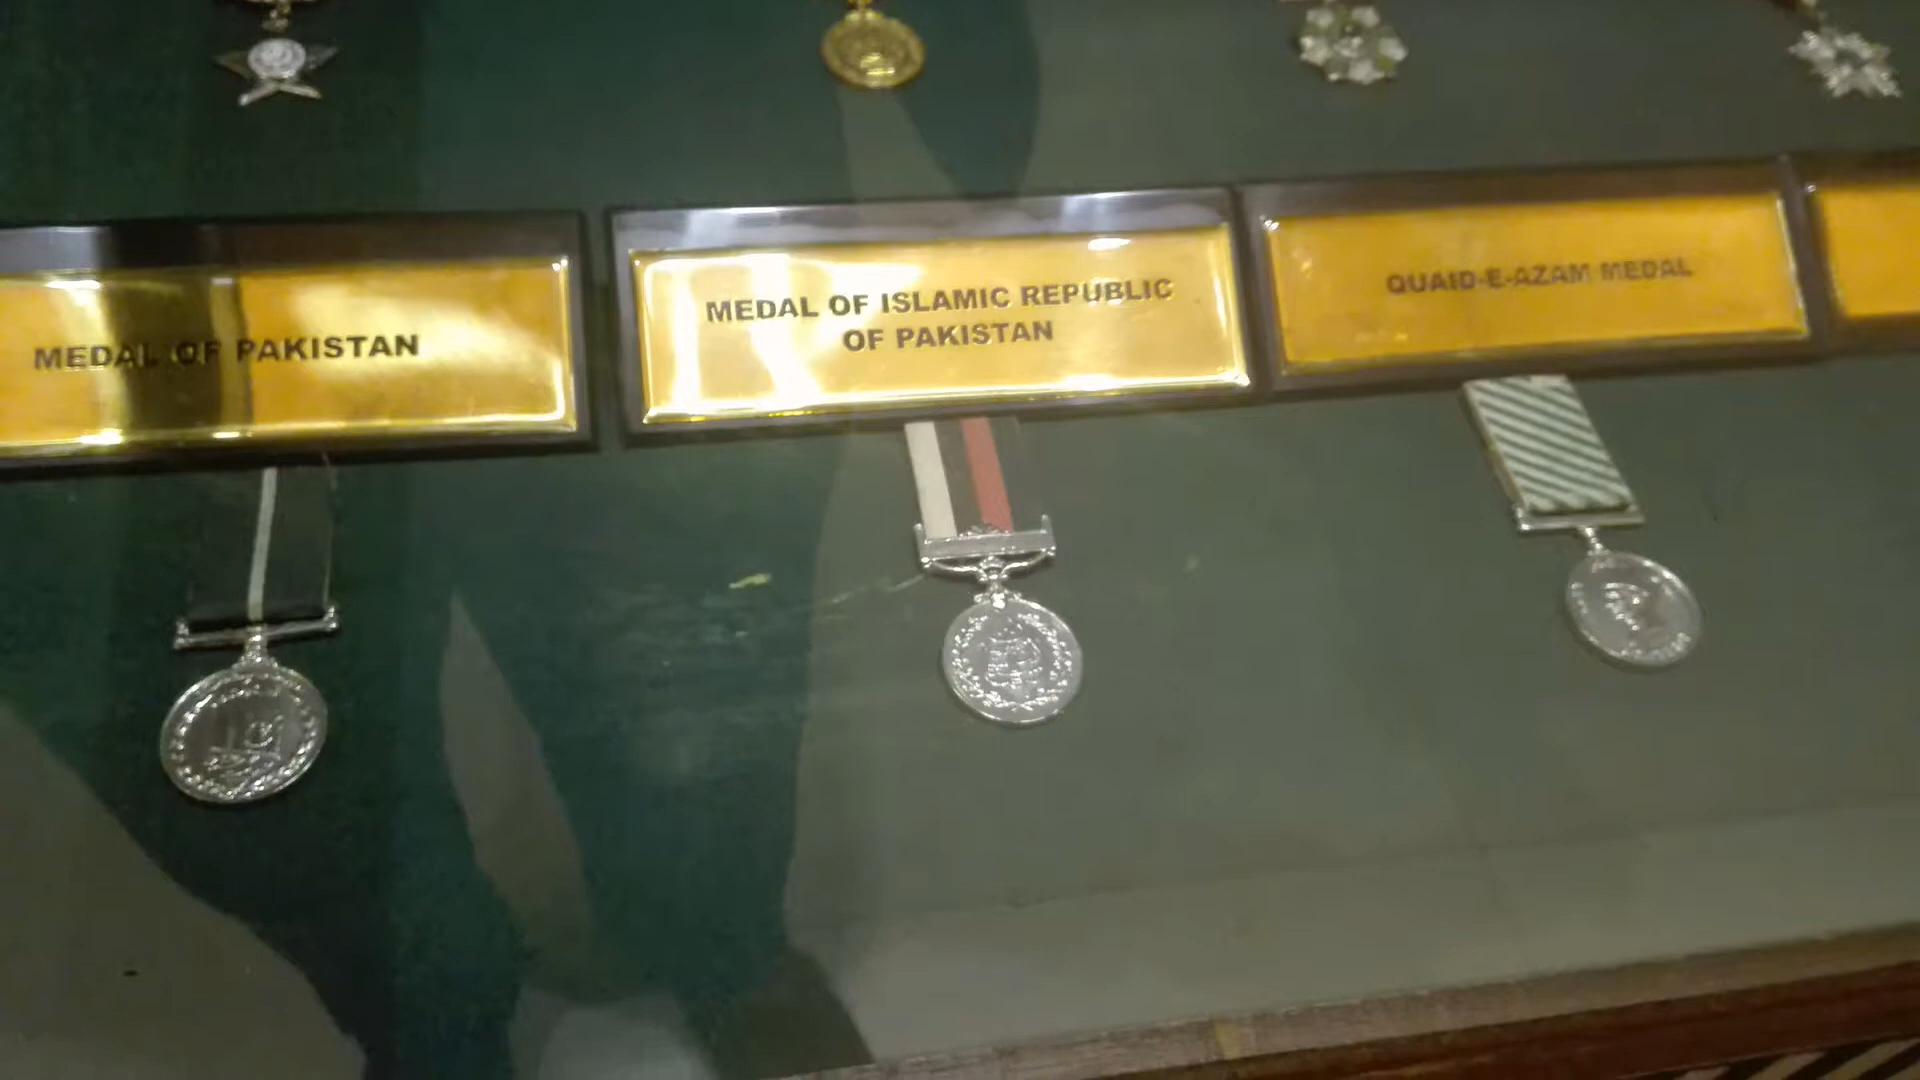 MEDAL OF PAKISTAN
MEDAL OF ISLAMIC REPUBLIC
OF PAKISTAN
QUAID-E-AZAM MEDAL